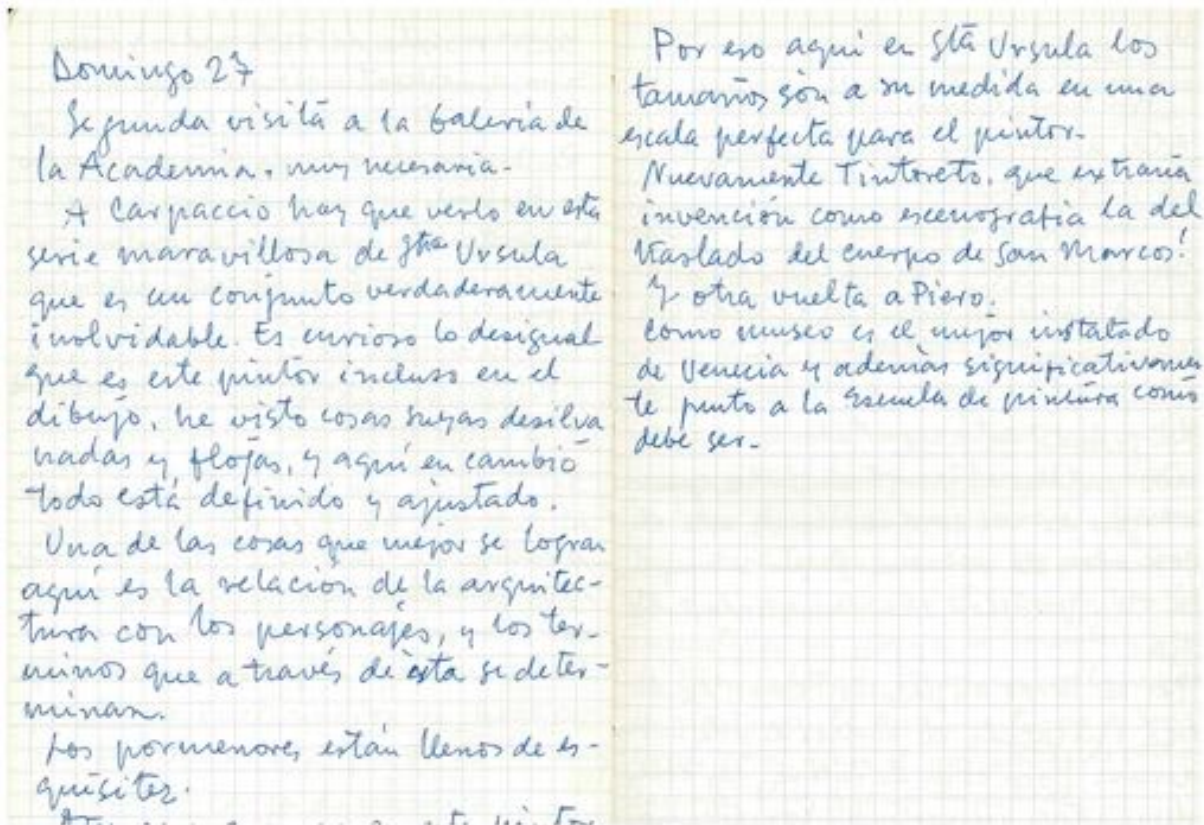 Domingo 27
Segunda visita a la Galeria de
la Academia. muy necesaria-
A Carpaccio hay que verlo en esta
serie maravillosa de Sta Ursula
que es un conjunto verdaderamente
inolvidable. Es curioso lo desigual
que es este pintor incluso en el
dibujo, he visto cosas suyas desilva
nadas y flojas, y aquí en cambio
todo está definido y ajustado.
Una de las cosas que mejor se logran
aquí es la relación de la arquitec-
tura con los personajes, y los ter-
minos que a través de ésta se deter-
minan.
Los pormenores están llenos de es-
quisitez.
este pintor
Por eso aquí en Sta Ursula los
tamaños son a su medida en una
escala perfecta para el pintor-
Nuevamente Tintoreto, que extraña
invención como escenografia la del
traslado del cuerpo de San Marcos!
Y otra vuelta a Piero.
Como museo es el mejor instalado
de Venecia y además significativamen
te junto a la Escuela de pintura como
debe ser-